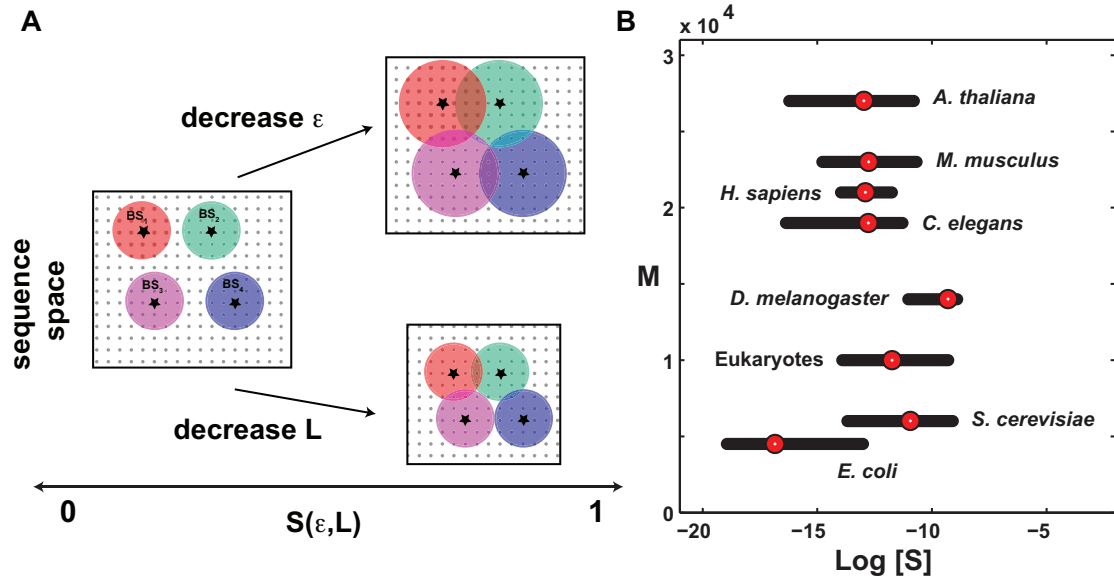 A
decrease ε
sequence
space
BS1
BS2
BS3
BS4
decrease L
0
S(ε,L)
1
B
x 10^4
3
2
1
0
M
A. thaliana
M. musculus
H. sapiens
C. elegans
D. melanogaster
Eukaryotes
S. cerevisiae
E. coli
−20
−15
−10
−5
Log [S]